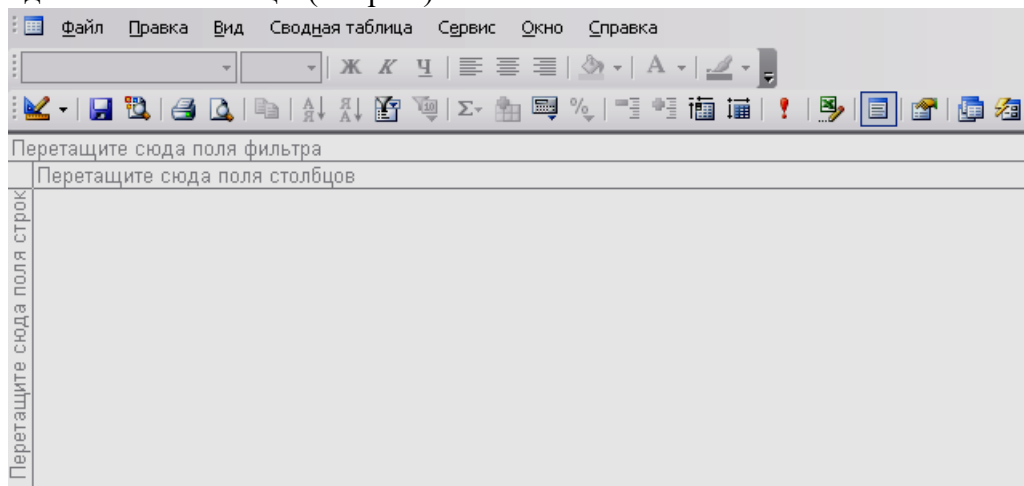 Файл Правка Вид Сводная таблица Сервис Окно Справка
Ж К Ч A
Перетащите сюда поля фильтра
Перетащите сюда поля столбцов
Перетащите сюда поля строк